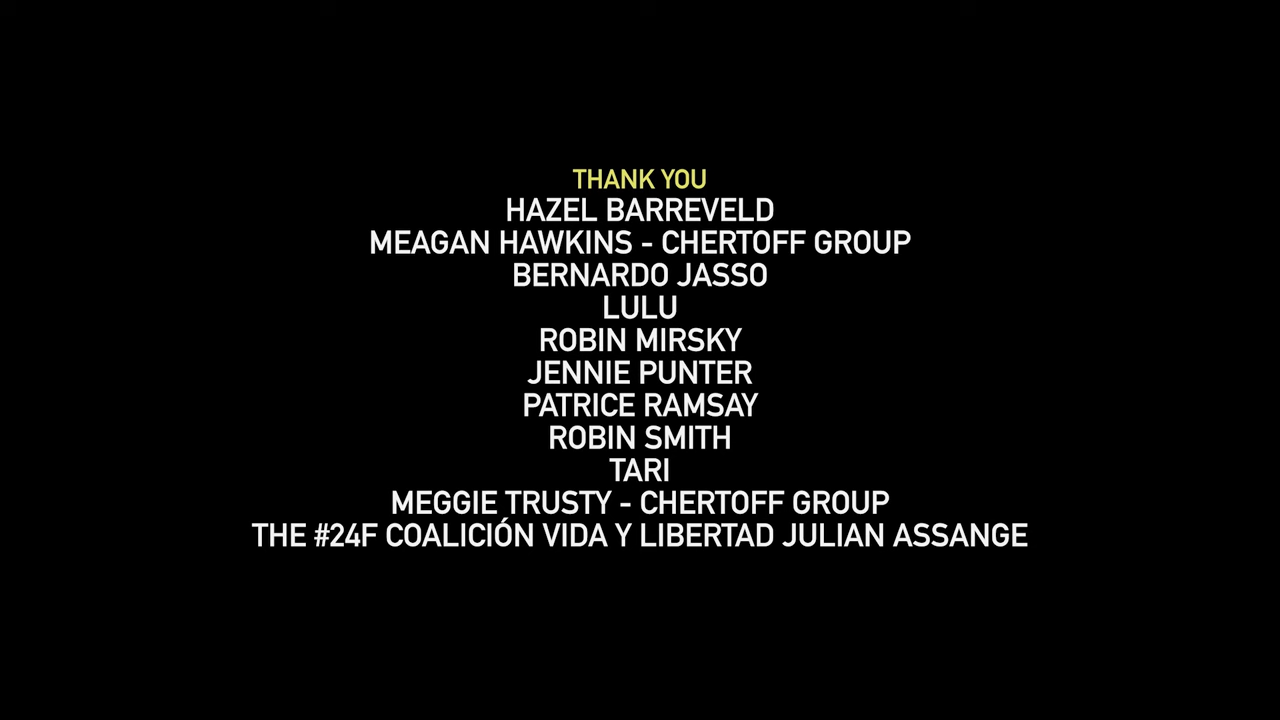 THANK YOU
HAZEL BARREVELD
MEAGAN HAWKINS - CHERTOFF GROUP
BERNARDO JASSO
LULU
ROBIN MIRSKY
JENNIE PUNTER
PATRICE RAMSAY
ROBIN SMITH
TARI
MEGGIE TRUSTY - CHERTOFF GROUP
THE #24F COALICIÓN VIDA Y LIBERTAD JULIAN ASSANGE